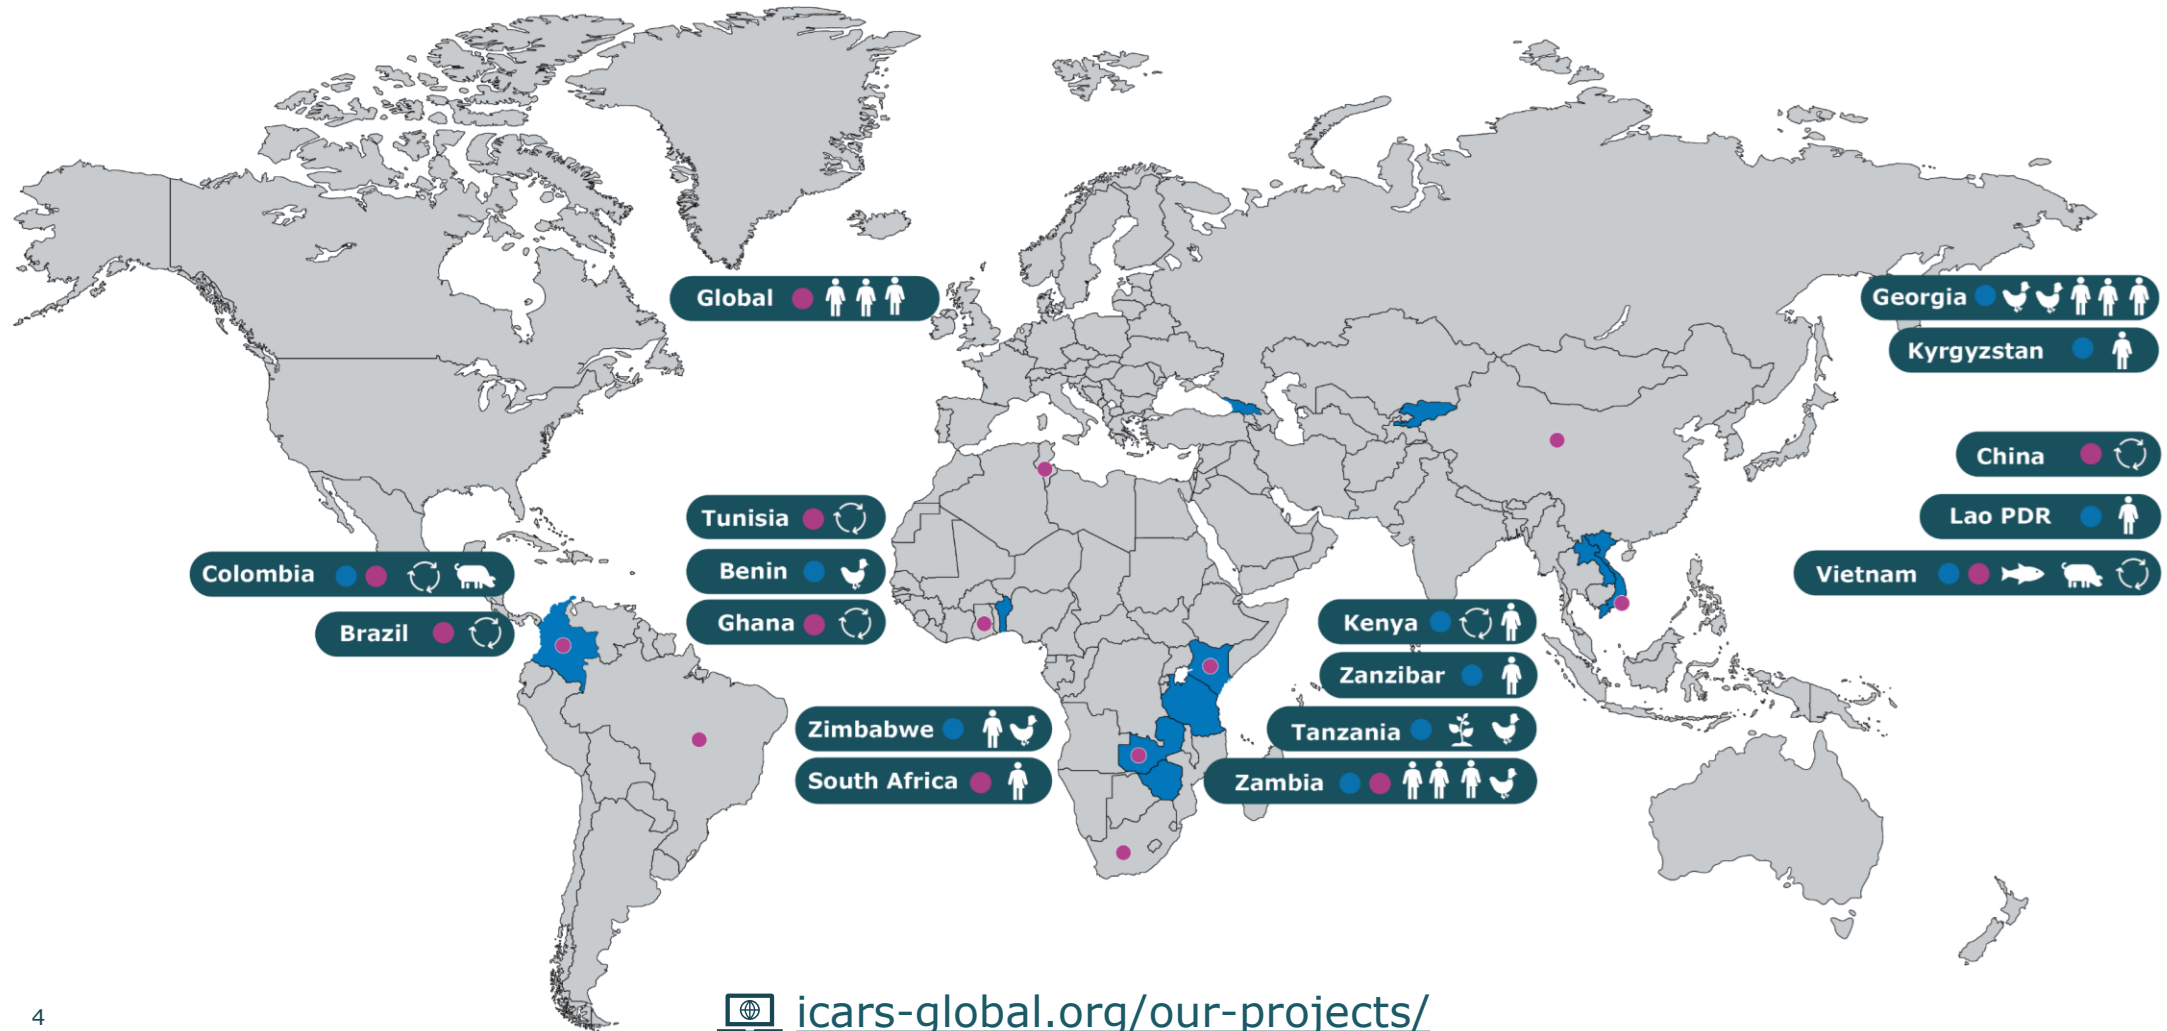 Global
Georgia
Kyrgyzstan
China
Lao PDR
Vietnam
Tunisia
Benin
Ghana
Colombia
Brazil
Kenya
Zanzibar
Tanzania
Zambia
Zimbabwe
South Africa
4
icars-global.org/our-projects/